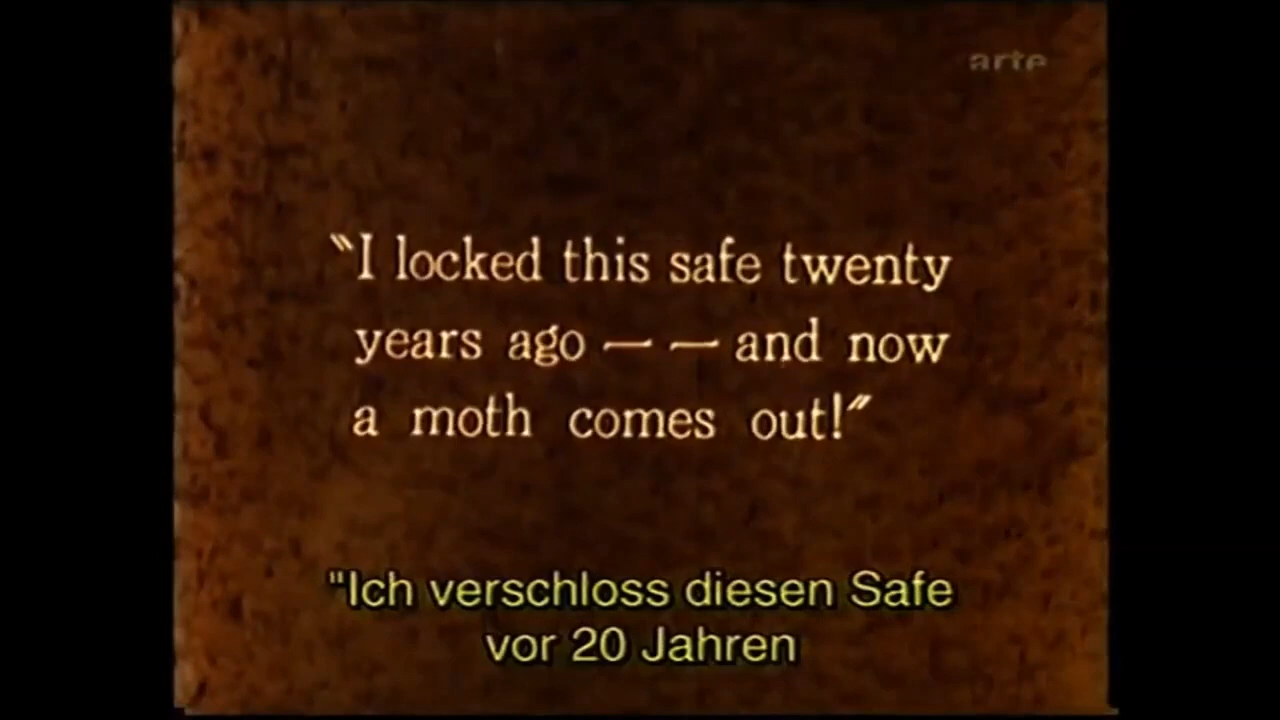 arte
"I locked this safe twenty
years ago — — and now
a moth comes out!"
"Ich verschloss diesen Safe
vor 20 Jahren